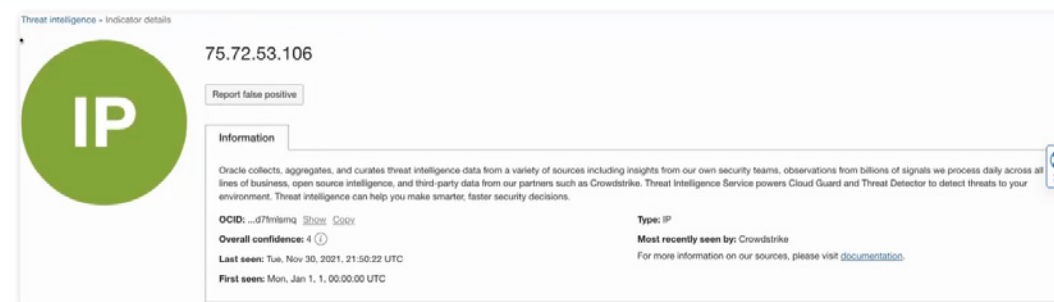 Threat intelligence » Indicator details
IP
75.72.53.106
Report false positive
Information
Oracle collects, aggregates, and curates threat intelligence data from a variety of sources including insights from our own security teams, observations from billions of signals we process daily across all
lines of business, open source intelligence, and third-party data from our partners such as Crowdstrike. Threat Intelligence Service powers Cloud Guard and Threat Detector to detect threats to your
environment. Threat intelligence can help you make smarter, faster security decisions.
OCID: ...d7fmlsmq Show Copy
Type: IP
Overall confidence: 4 i
Most recently seen by: Crowdstrike
Last seen: Tue, Nov 30, 2021, 21:50:22 UTC
For more information on our sources, please visit documentation.
First seen: Mon, Jan 1, 1, 00:00:00 UTC